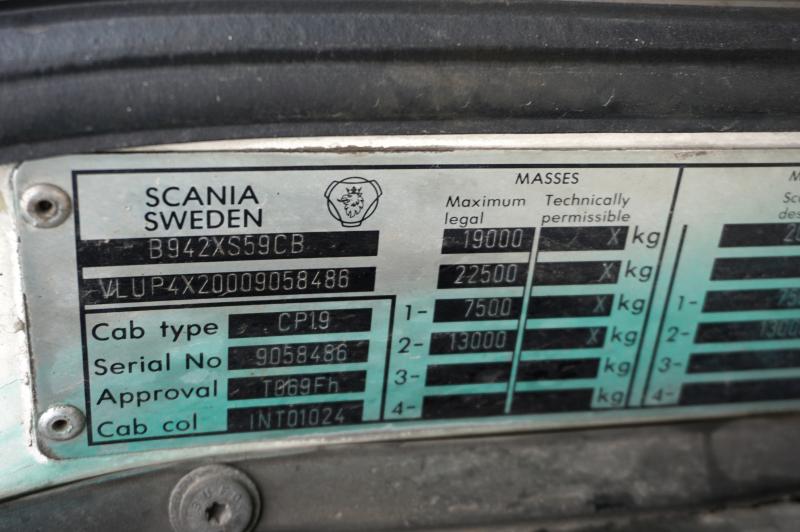 SCANIA
SWEDEN
B942XS59CB
VLUP4X20009058486
Cab type CP19
Serial No 9058486
Approval T069Fh
Cab col INT01024
MASSES
Maximum legal Technically permissible
19000 X kg
22500 X kg
1- 7500 X kg
2- 13000 X kg
3- kg
4- kg
M
1-
2- 1300
3-
4-